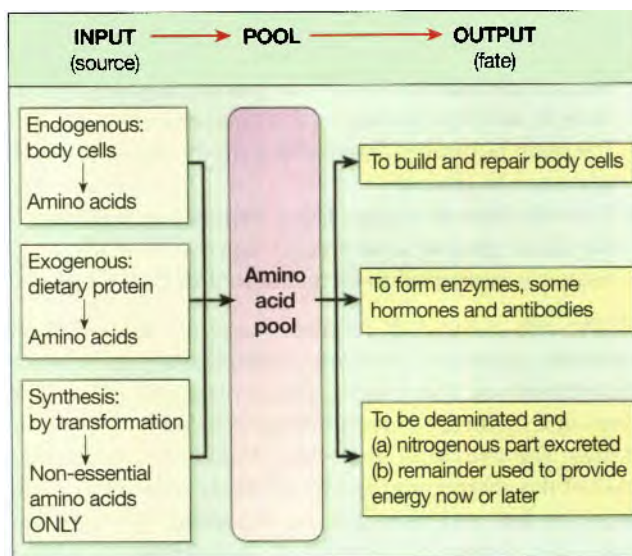 INPUT POOL OUTPUT
(source) (fate)
Endogenous:
body cells
Amino acids
Exogenous:
dietary protein
Amino acids
Synthesis:
by transformation
Non-essential
amino acids
ONLY
Amino
acid
pool
To build and repair body cells
To form enzymes, some
hormones and antibodies
To be deaminated and
(a) nitrogenous part excreted
(b) remainder used to provide
energy now or later